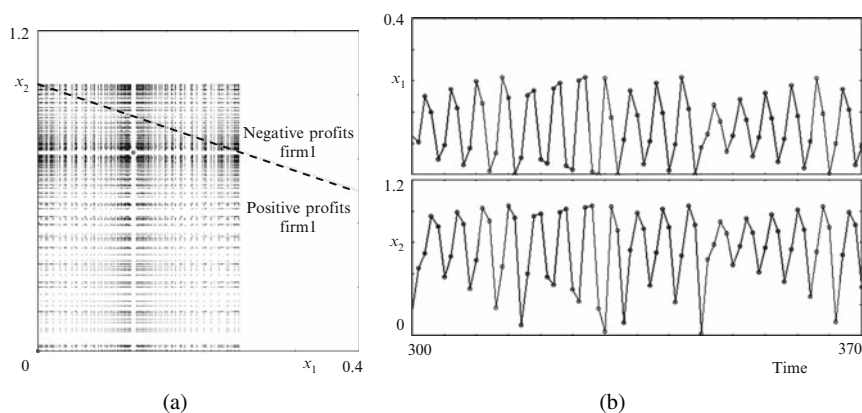 1.2
x2
Negative profits
firm1
Positive profits
firm1
0
x1
0.4
(a)
0.4
x1
1.2
x2
0
300
370
Time
(b)